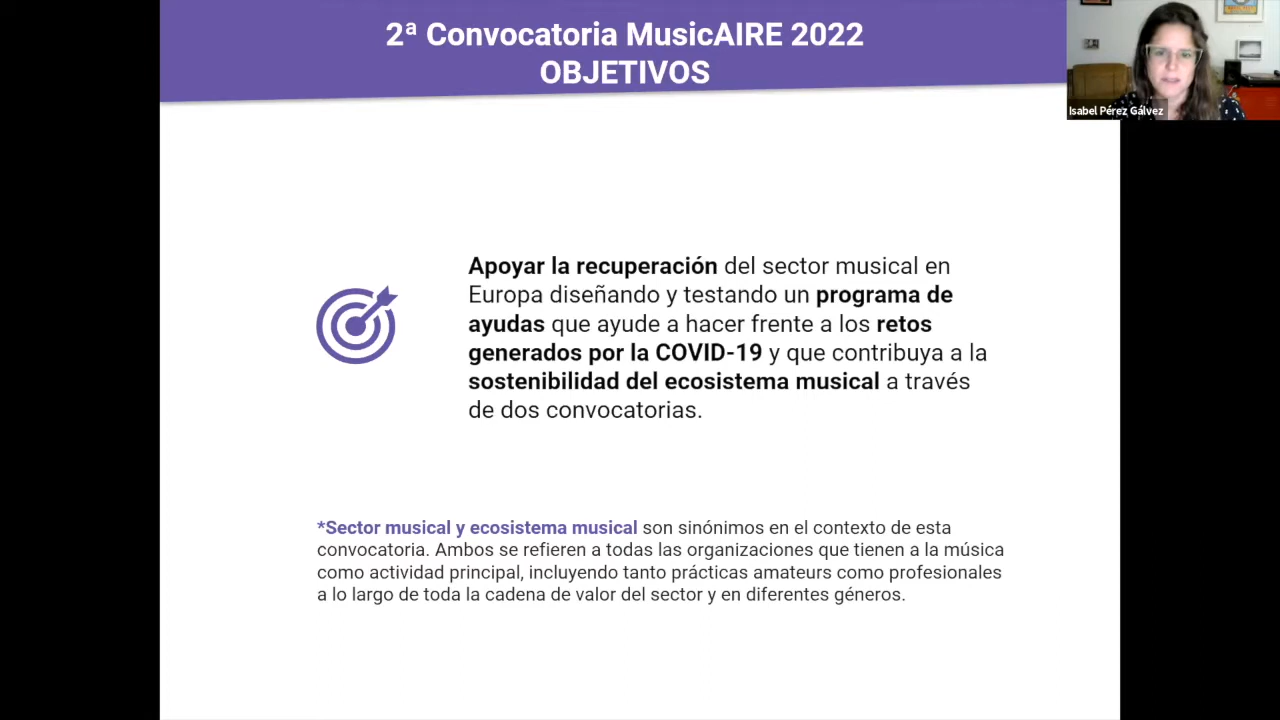 2ª Convocatoria MusicAIRE 2022
OBJETIVOS
Isabel Pérez Gálvez
Apoyar la recuperación del sector musical en
Europa diseñando y testando un programa de
ayudas que ayude a hacer frente a los retos
generados por la COVID-19 y que contribuya a la
sostenibilidad del ecosistema musical a través
de dos convocatorias.
*Sector musical y ecosistema musical son sinónimos en el contexto de esta
convocatoria. Ambos se refieren a todas las organizaciones que tienen a la música
como actividad principal, incluyendo tanto prácticas amateurs como profesionales
a lo largo de toda la cadena de valor del sector y en diferentes géneros.